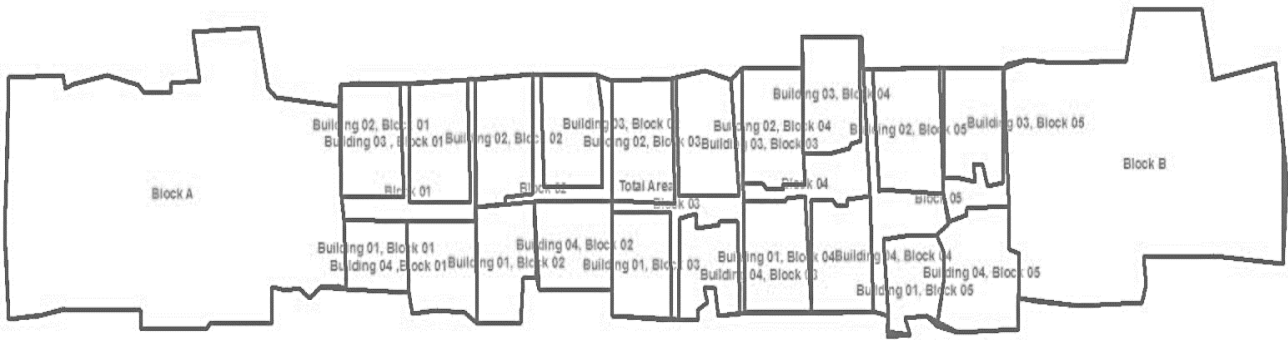 Building 03, Block 04
Building 02, Block 01
Building 03 , Block 01
Building 02, Block 02
Building 03, Block 0
Building 02, Block 03
Building 02, Block 04
Building 03, Block 03
Building 02, Block 05
Building 03, Block 05
Block A
Block 01
Block 02
Total Area
Block 03
Block 04
Block 05
Block B
Building 01, Block 01
Building 04 ,Block 01
Building 01, Block 02
Building 04, Block 02
Building 01, Block 03
Building 01, Block 04
Building 04, Block 03
Building 04, Block 04
Building 04, Block 05
Building 01, Block 05